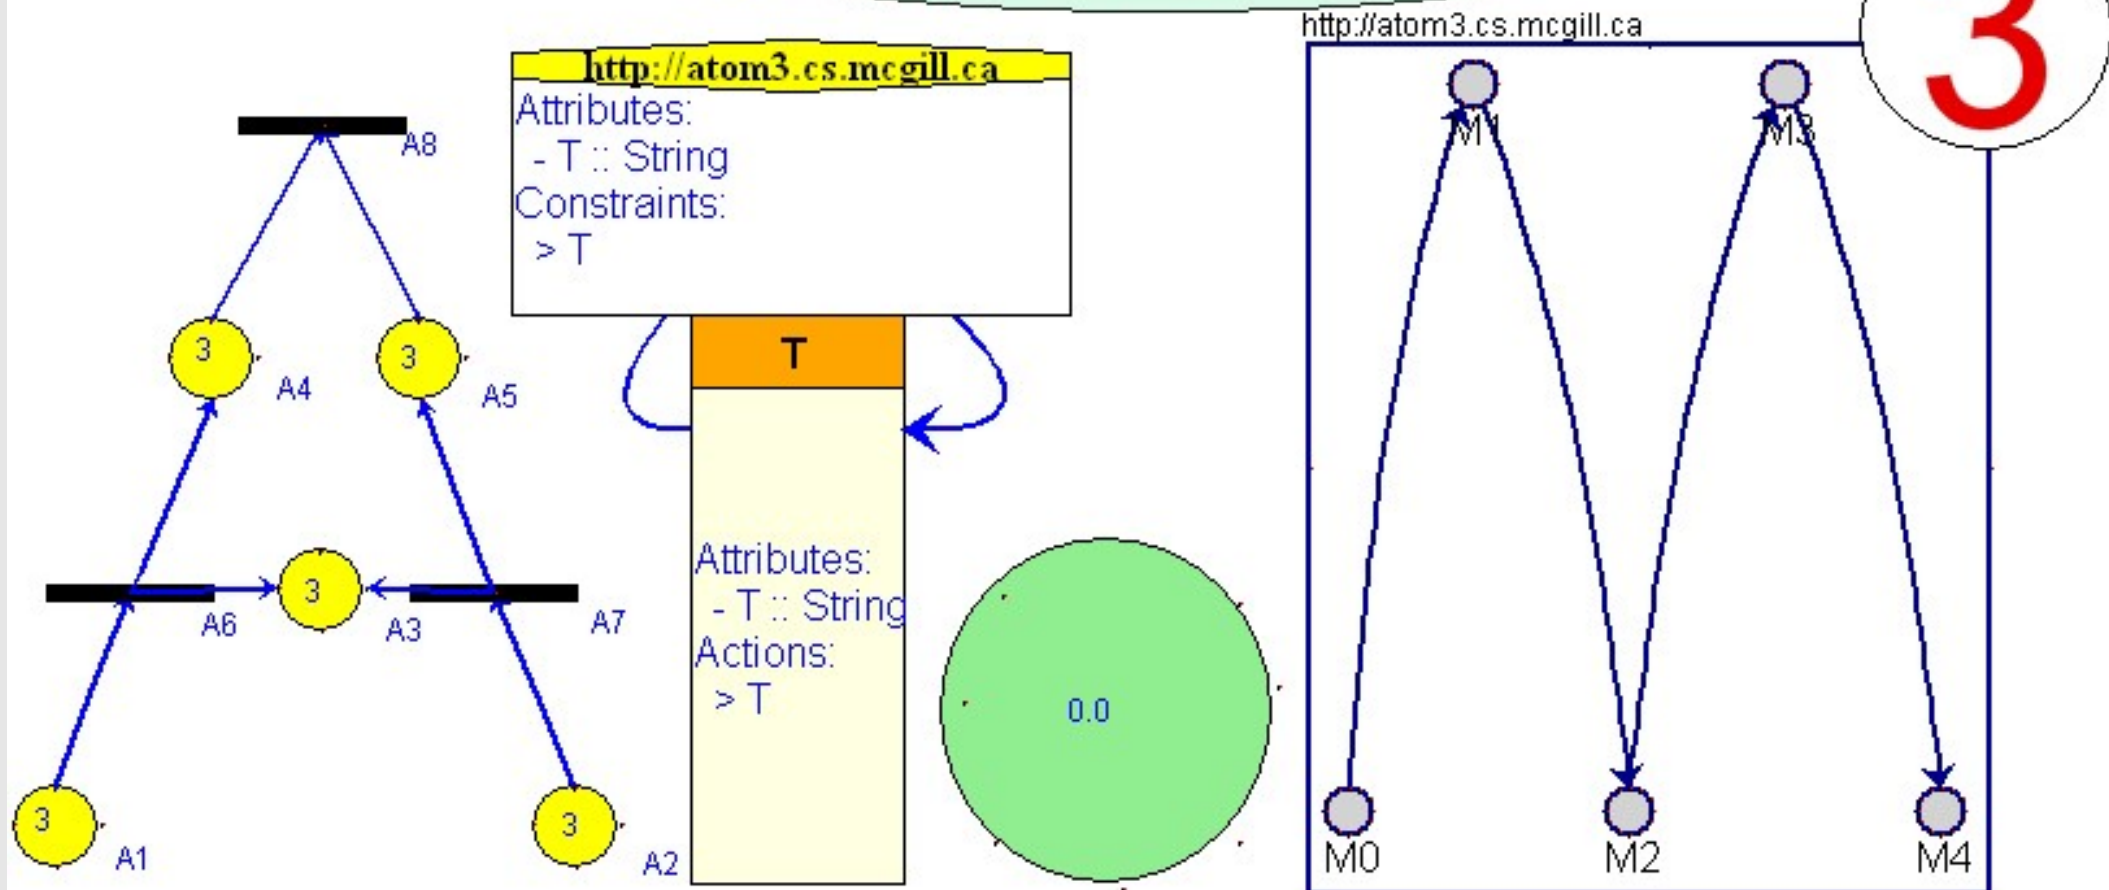 http://atom3.cs.mcgill.ca
3
http://atom3.cs.mcgill.ca
Attributes:
- T :: String
Constraints:
> T
A8
3
A4
3
A5
T
Attributes:
- T :: String
Actions:
> T
3
A6
A3
A7
3
A1
3
A2
0.0
M1
M3
M0
M2
M4